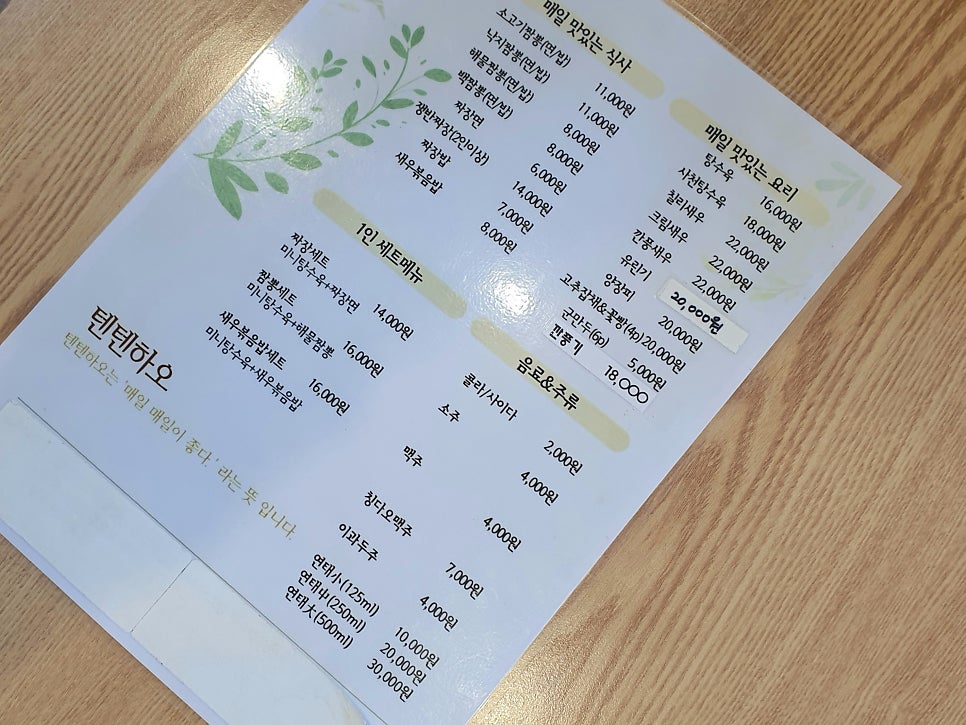 매일 맛있는 식사
소고기짬뽕(면/밥) 11,000원
낙지짬뽕(면/밥) 11,000원
해물짬뽕(면/밥) 8,000원
백짬뽕(면/밥) 8,000원
짜장면 6,000원
쟁반짜장(2인이상) 14,000원
짜장밥 7,000원
새우볶음밥 8,000원
매일 맛있는 요리
탕수육 16,000원
사천탕수육 18,000원
칠리새우 22,000원
크림새우 22,000원
깐풍새우 22,000원
유린기 20,000원
양장피 20,000원
고추잡채&꽃빵(4p) 20,000원
군만두(6g) 5,000원
깐풍기 18,000
1인 세트메뉴
짜장세트
미니탕수육+짜장면 14,000원
짬뽕세트
미니탕수육+해물짬뽕 16,000원
새우볶음밥세트
미니탕수육+새우볶음밥 16,000원
음료&주류
콜라/사이다 2,000원
소주 4,000원
맥주 4,000원
칭다오맥주 7,000원
이과두주 4,000원
연태小(125ml) 10,000원
연태中(250ml) 20,000원
연태大(500ml) 30,000원
텐텐하오
텐텐하오는 '매일 매일이 좋다.' 라는 뜻 입니다.